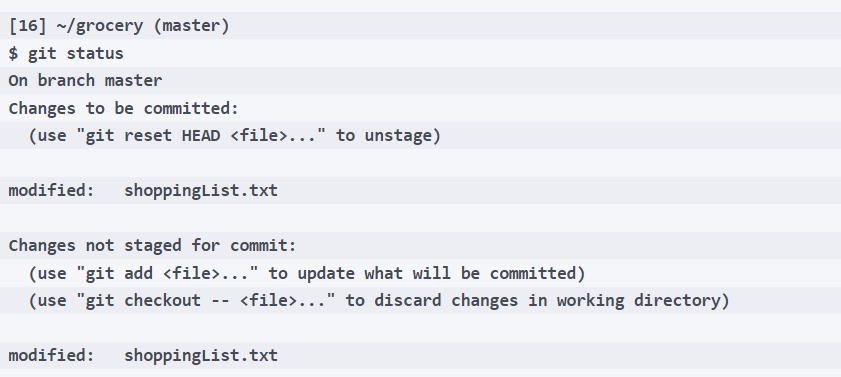 [16] ~/grocery (master)
$ git status
On branch master
Changes to be committed:
  (use "git reset HEAD <file>..." to unstage)

modified:   shoppingList.txt

Changes not staged for commit:
  (use "git add <file>..." to update what will be committed)
  (use "git checkout -- <file>..." to discard changes in working directory)

modified:   shoppingList.txt